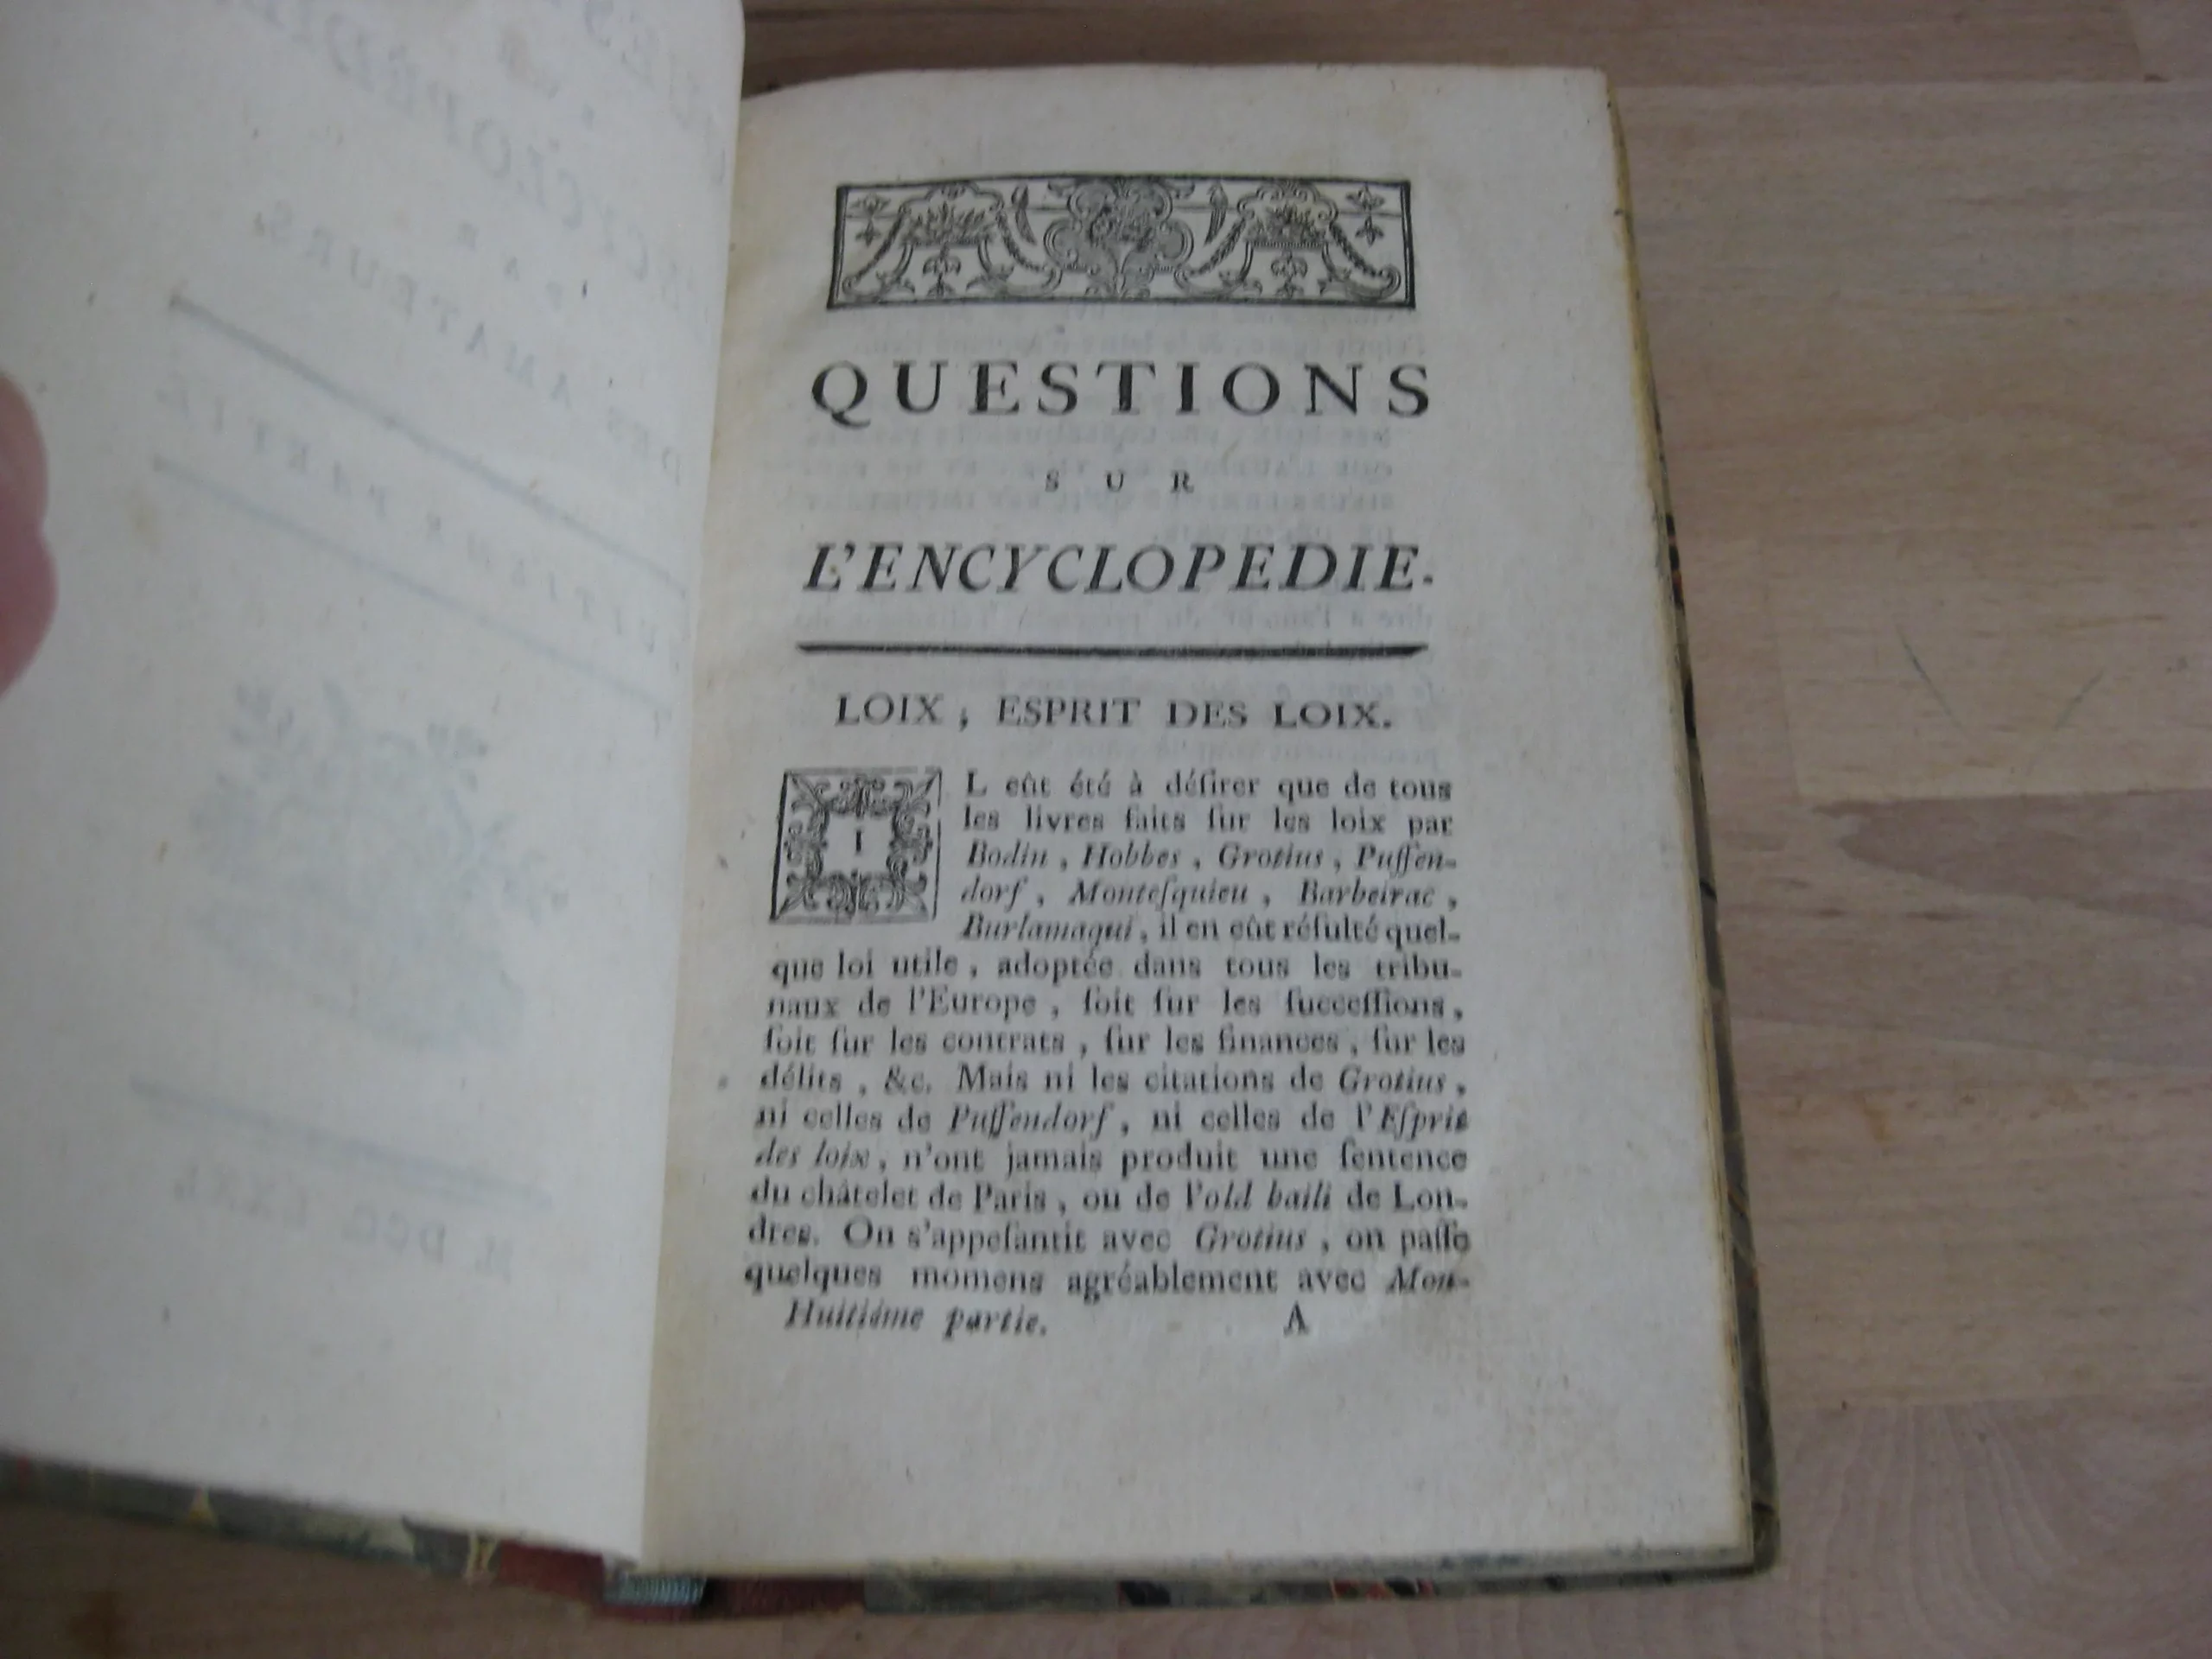 QUESTIONS
SUR
L'ENCYCLOPEDIE.
LOIX, ESPRIT DES LOIX.
IL eût été à déſirer que de tous
les livres faits ſur les loix par
Bodin, Hobbes, Grotius, Puffen-
dorf, Monteſquieu, Barbeirac,
Burlamaqui, il en eût réſulté quel-
que loi utile, adoptée dans tous les tribu-
naux de l'Europe, ſoit ſur les ſucceſſions,
ſoit ſur les contrats, ſur les finances, ſur les
délits, &c. Mais ni les citations de Grotius,
ni celles de Puffendorf, ni celles de l'Eſprit
des loix, n'ont jamais produit une ſentence
du châtelet de Paris, ou de l'old baili de Lon-
dres. On s'appeſantit avec Grotius, on paſſe
quelques momens agréablement avec Mon-
Huitiéme partie. A